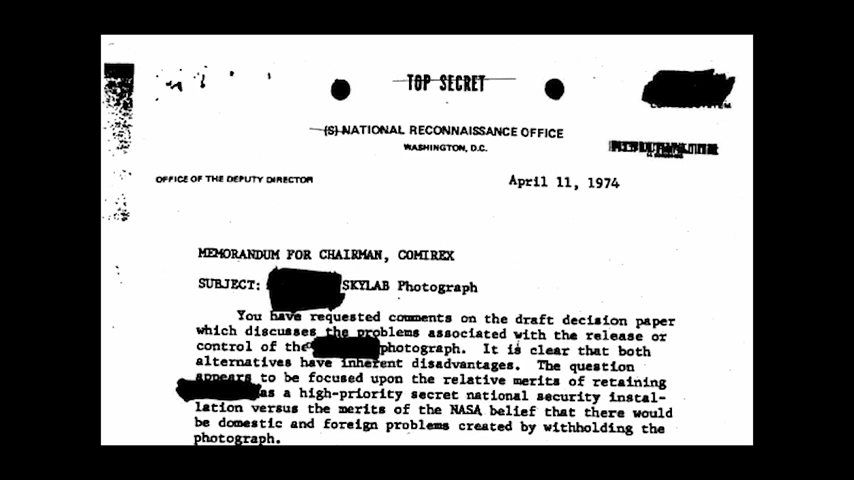 TOP SECRET
(S) NATIONAL RECONNAISSANCE OFFICE
WASHINGTON, D.C.
OFFICE OF THE DEPUTY DIRECTOR
April 11, 1974
MEMORANDUM FOR CHAIRMAN, COMIREX
SUBJECT: SKYLAB Photograph
You have requested comments on the draft decision paper
which discusses the problems associated with the release or
control of the photograph. It is clear that both
alternatives have inherent disadvantages. The question
appears to be focused upon the relative merits of retaining
as a high-priority secret national security instal-
lation versus the merits of the NASA belief that there would
be domestic and foreign problems created by withholding the
photograph.